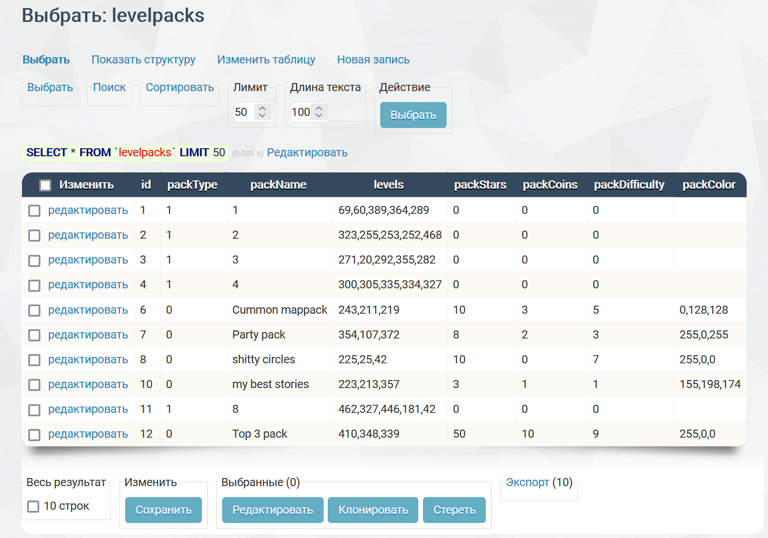 Выбрать: levelpacks
Выбрать Показать структуру Изменить таблицу Новая запись
Выбрать Поиск Сортировать Лимит Длина текста Действие
50 100 Выбрать
SELECT * FROM `levelpacks` LIMIT 50 (0.001 s) Редактировать
Изменить id packType packName levels packStars packCoins packDifficulty packColor
редактировать 1 1 1 69,60,389,364,289 0 0 0
редактировать 2 1 2 323,255,253,252,468 0 0 0
редактировать 3 1 3 271,20,292,355,282 0 0 0
редактировать 4 1 4 300,305,335,334,327 0 0 0
редактировать 6 0 Cummon mappack 243,211,219 10 3 5 0,128,128
редактировать 7 0 Party pack 354,107,372 8 2 3 255,0,255
редактировать 8 0 shitty circles 225,25,42 10 0 7 255,0,0
редактировать 10 0 my best stories 223,213,357 3 1 1 155,198,174
редактировать 11 1 8 462,327,446,181,42 0 0 0
редактировать 12 0 Top 3 pack 410,348,339 50 10 9 255,0,0
Весь результат Изменить Выбранные (0) Экспорт (10)
10 строк Сохранить Редактировать Клонировать Стереть